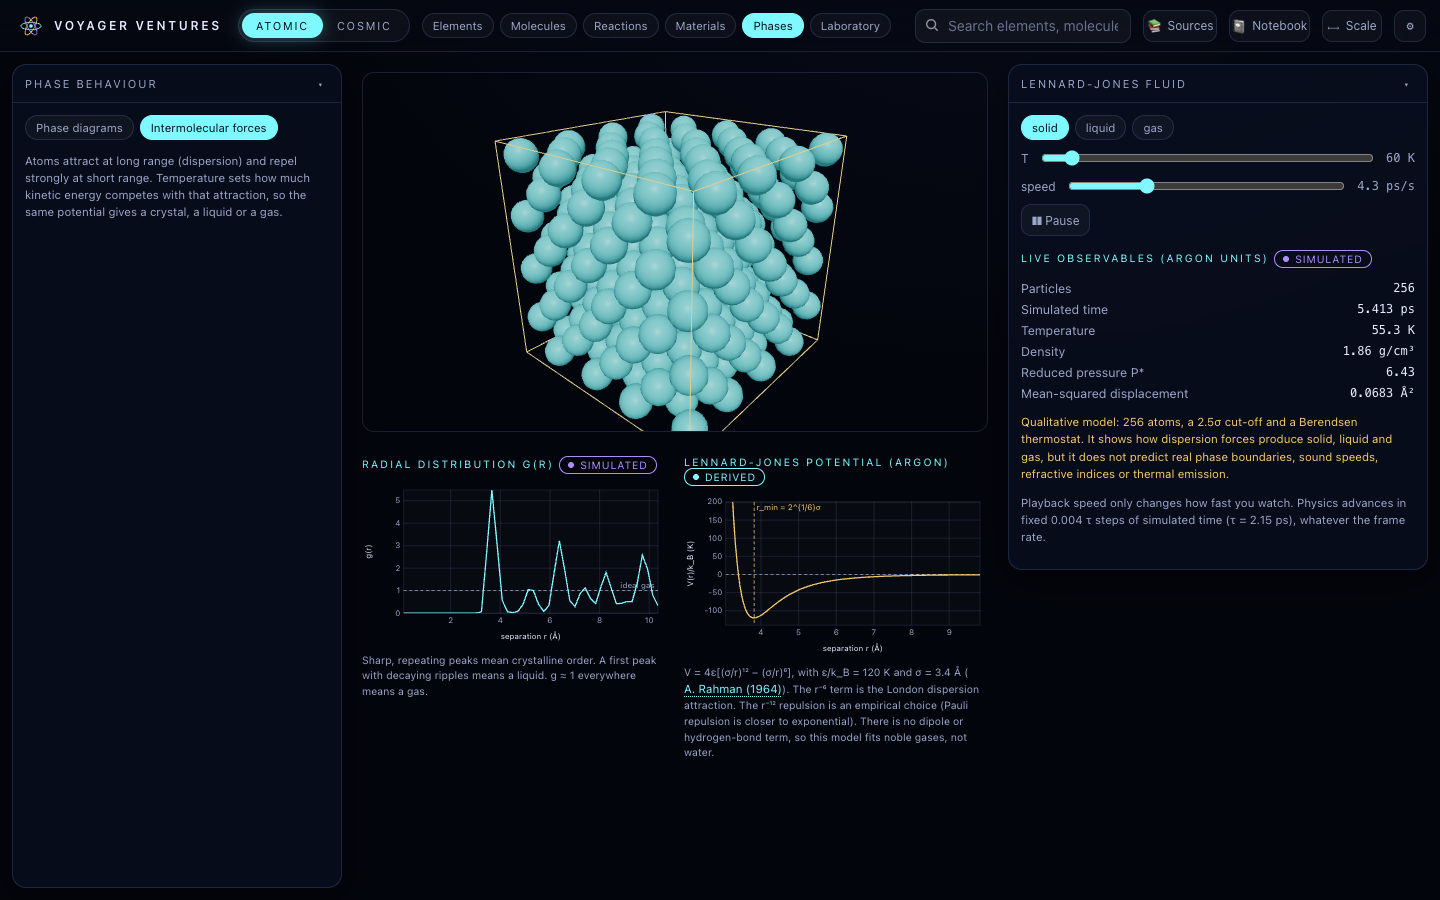 VOYAGER VENTURES
ATOMIC
COSMIC
Elements
Molecules
Reactions
Materials
Phases
Laboratory
Search elements, molecule
Sources
Notebook
Scale
PHASE BEHAVIOUR
Phase diagrams
Intermolecular forces
Atoms attract at long range (dispersion) and repel
strongly at short range. Temperature sets how much
kinetic energy competes with that attraction, so the
same potential gives a crystal, a liquid or a gas.
RADIAL DISTRIBUTION G(R)
SIMULATED
5
4
3
2
1
0
g(r)
ideal gas
2
4
6
8
10
separation r (Å)
Sharp, repeating peaks mean crystalline order. A first peak
with decaying ripples means a liquid. g ≈ 1 everywhere
means a gas.
LENNARD-JONES POTENTIAL (ARGON)
DERIVED
200
150
100
50
0
−50
−100
V(r)/k_B (K)
r_min = 2^{1/6}σ
4
5
6
7
8
9
separation r (Å)
V = 4ε[(σ/r)¹² − (σ/r)⁶], with ε/k_B = 120 K and σ = 3.4 Å (
A. Rahman (1964)). The r⁻⁶ term is the London dispersion
attraction. The r⁻¹² repulsion is an empirical choice (Pauli
repulsion is closer to exponential). There is no dipole or
hydrogen-bond term, so this model fits noble gases, not
water.
LENNARD-JONES FLUID
solid
liquid
gas
T 60 K
speed 4.3 ps/s
Pause
LIVE OBSERVABLES (ARGON UNITS)
SIMULATED
Particles 256
Simulated time 5.413 ps
Temperature 55.3 K
Density 1.86 g/cm³
Reduced pressure P* 6.43
Mean-squared displacement 0.0683 Å²
Qualitative model: 256 atoms, a 2.5σ cut-off and a Berendsen
thermostat. It shows how dispersion forces produce solid, liquid and
gas, but it does not predict real phase boundaries, sound speeds,
refractive indices or thermal emission.
Playback speed only changes how fast you watch. Physics advances in
fixed 0.004 τ steps of simulated time (τ = 2.15 ps), whatever the frame
rate.